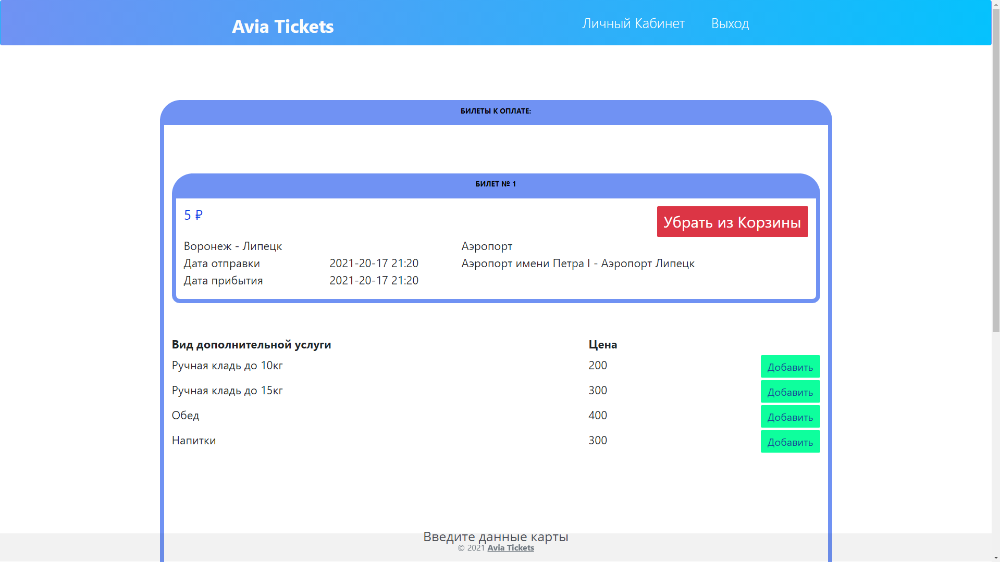 Avia Tickets
Личный Кабинет Выход
БИЛЕТЫ К ОПЛАТЕ:
БИЛЕТ № 1
5 ₽
Убрать из Корзины
Воронеж - Липецк Аэропорт
Дата отправки 2021-20-17 21:20 Аэропорт имени Петра I - Аэропорт Липецк
Дата прибытия 2021-20-17 21:20
Вид дополнительной услуги Цена
Ручная кладь до 10кг 200 Добавить
Ручная кладь до 15кг 300 Добавить
Обед 400 Добавить
Напитки 300 Добавить
Введите данные карты
© 2021 Avia Tickets